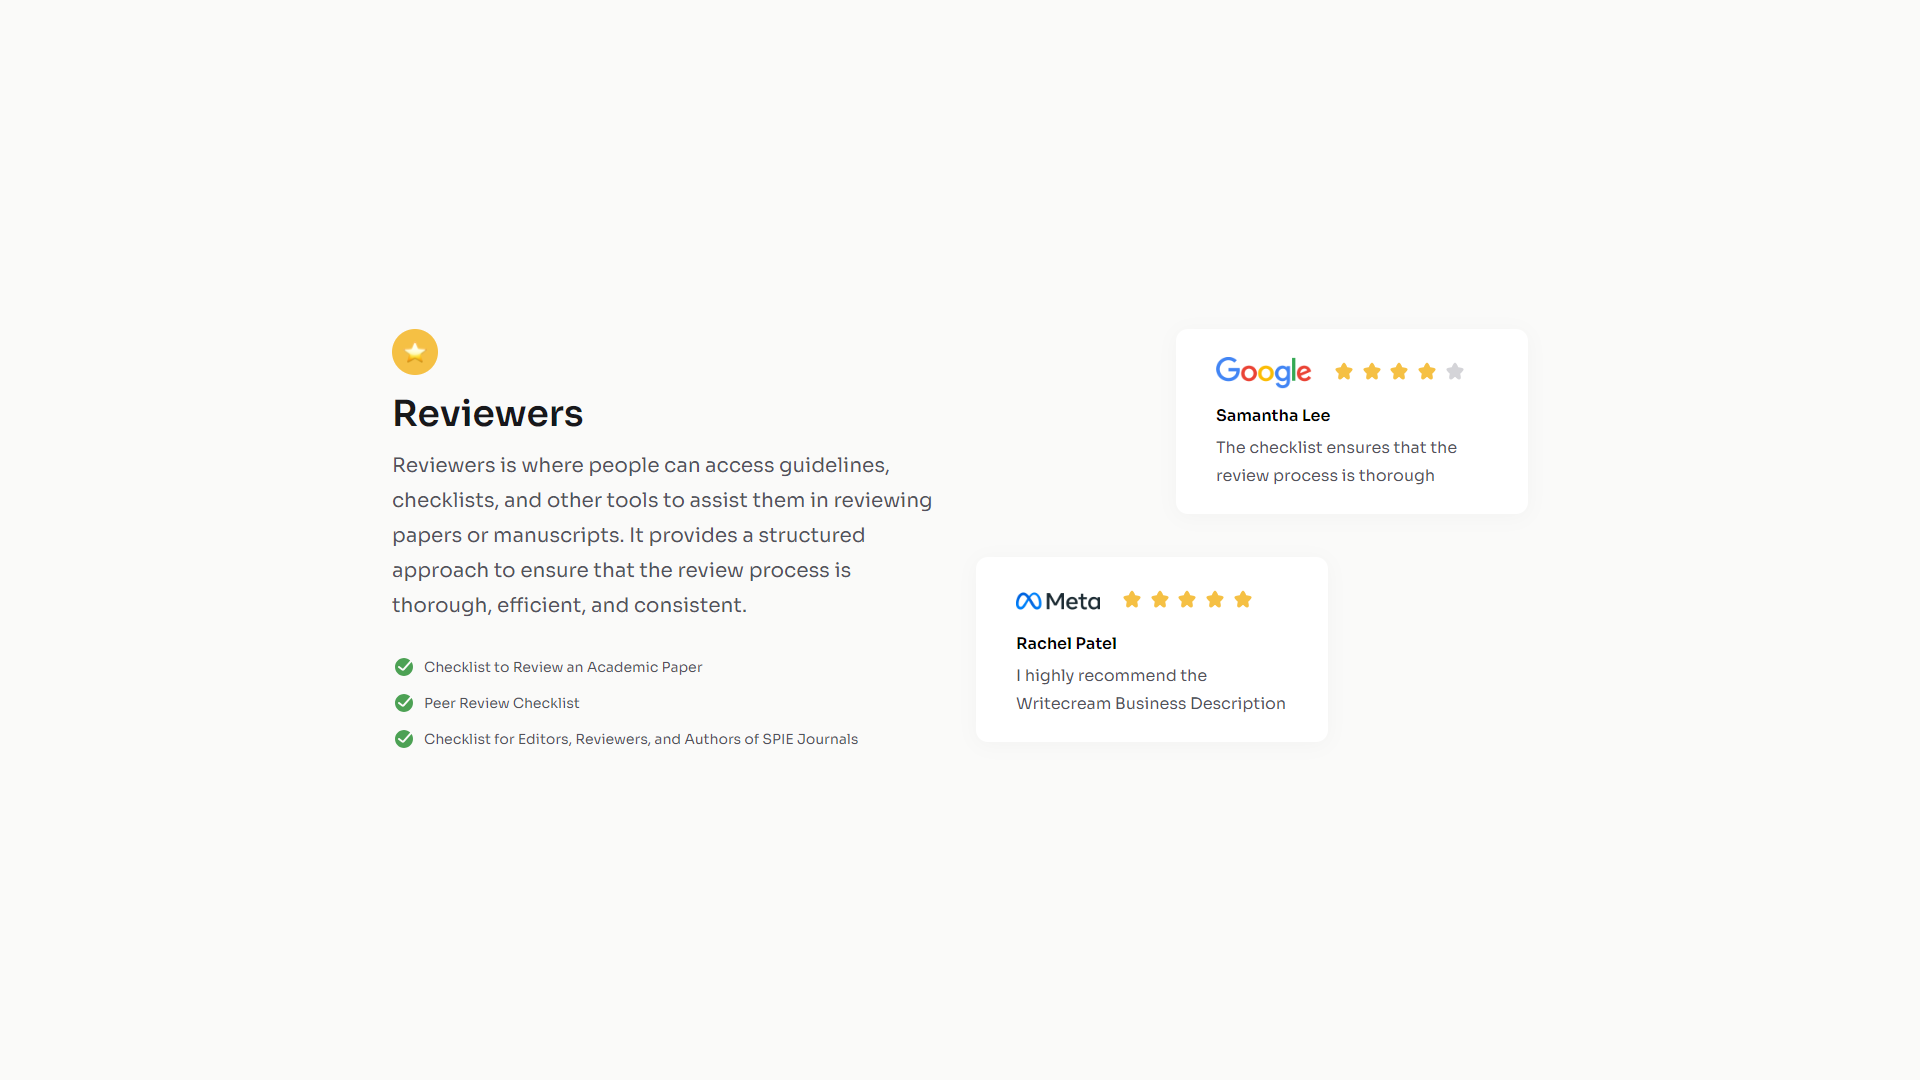 Reviewers
Reviewers is where people can access guidelines,
checklists, and other tools to assist them in reviewing
papers or manuscripts. It provides a structured
approach to ensure that the review process is
thorough, efficient, and consistent.
Checklist to Review an Academic Paper
Peer Review Checklist
Checklist for Editors, Reviewers, and Authors of SPIE Journals
Google
Samantha Lee
The checklist ensures that the
review process is thorough
Meta
Rachel Patel
I highly recommend the
Writecream Business Description